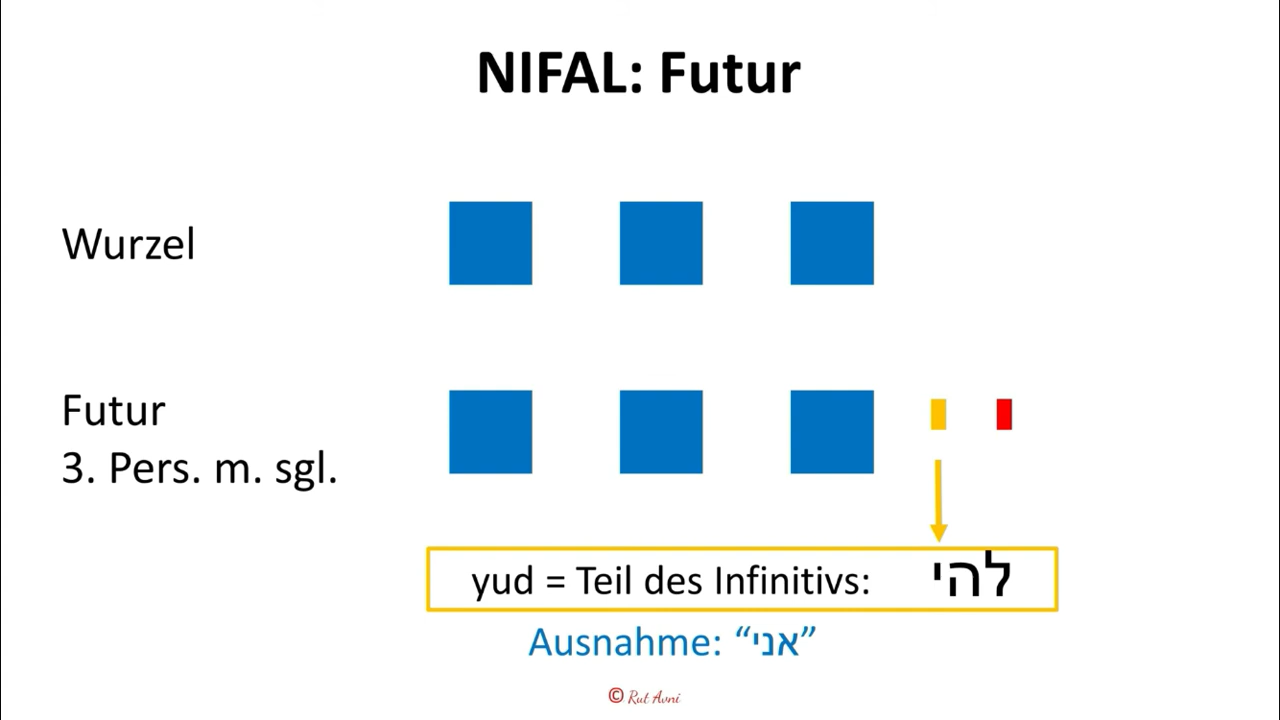 NIFAL: Futur
Wurzel
Futur
3. Pers. m. sgl.
yud = Teil des Infinitivs: להי
Ausnahme: “אני”
© Rut Avni